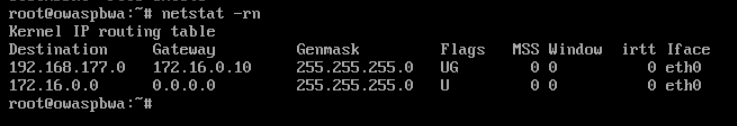 root@owaspbwa:~# netstat -rn
Kernel IP routing table
Destination     Gateway         Genmask         Flags   MSS Window  irtt Iface
192.168.177.0   172.16.0.10     255.255.255.0   UG        0 0          0 eth0
172.16.0.0      0.0.0.0         255.255.255.0   U         0 0          0 eth0
root@owaspbwa:~#